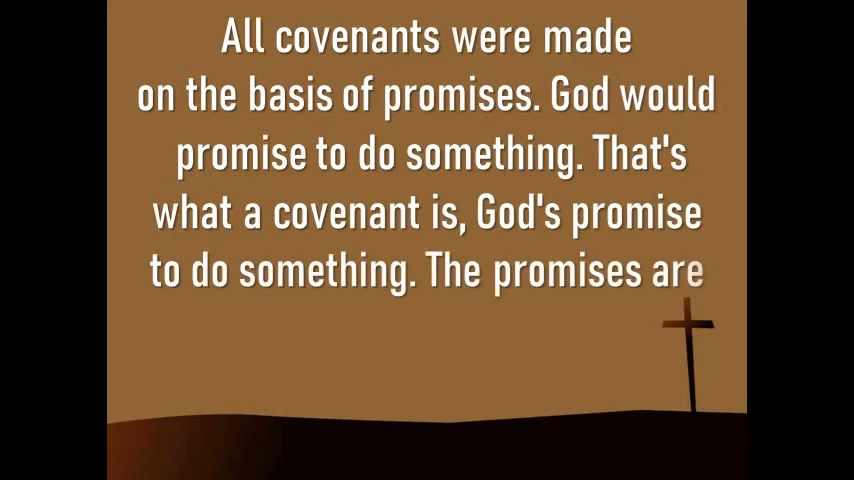 All covenants were made
on the basis of promises. God would
promise to do something. That's
what a covenant is, God's promise
to do something. The promises are